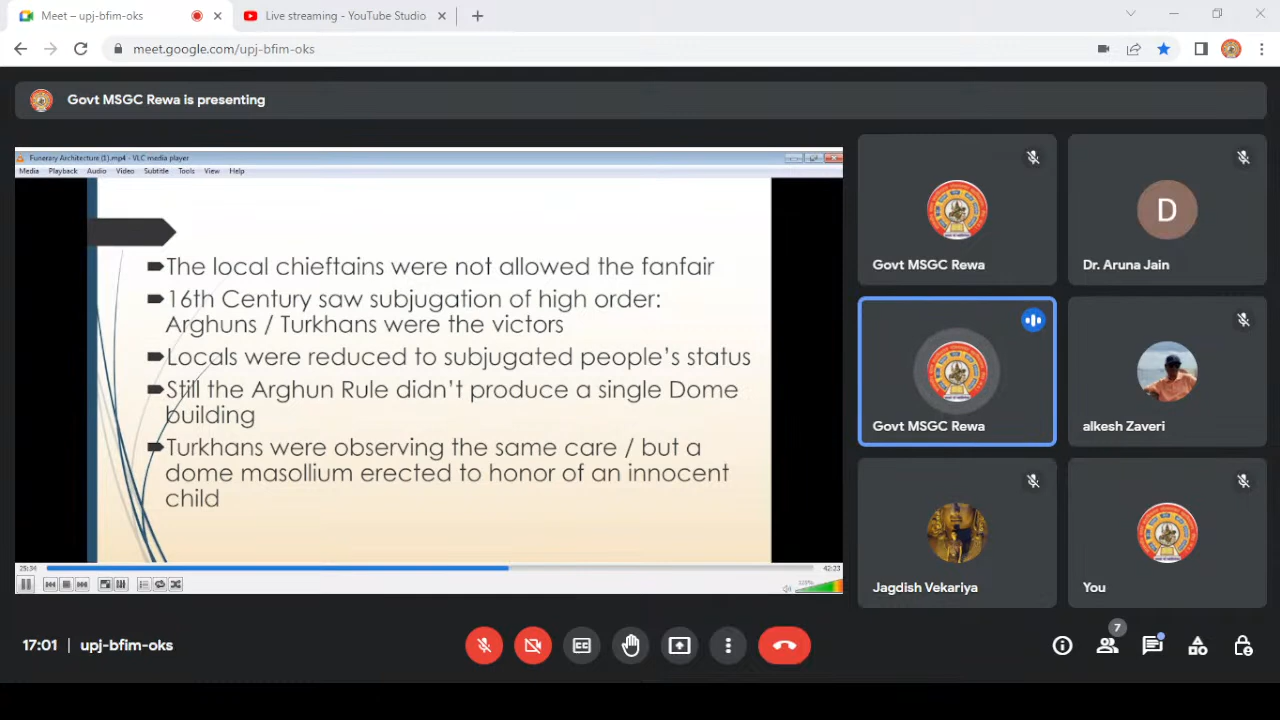 Meet – upj-bfim-oks
Live streaming - YouTube Studio
meet.google.com/upj-bfim-oks
Govt MSGC Rewa is presenting
Funerary Architecture (1).mp4 - VLC media player
Media Playback Audio Video Subtitle Tools View Help
The local chieftains were not allowed the fanfair
16th Century saw subjugation of high order:
Arghuns / Turkhans were the victors
Locals were reduced to subjugated people's status
Still the Arghun Rule didn't produce a single Dome
building
Turkhans were observing the same care / but a
dome masollium erected to honor of an innocent
child
25:34
42:23
Govt MSGC Rewa
D
Dr. Aruna Jain
Govt MSGC Rewa
alkesh Zaveri
Jagdish Vekariya
You
17:01 | upj-bfim-oks
CC
7